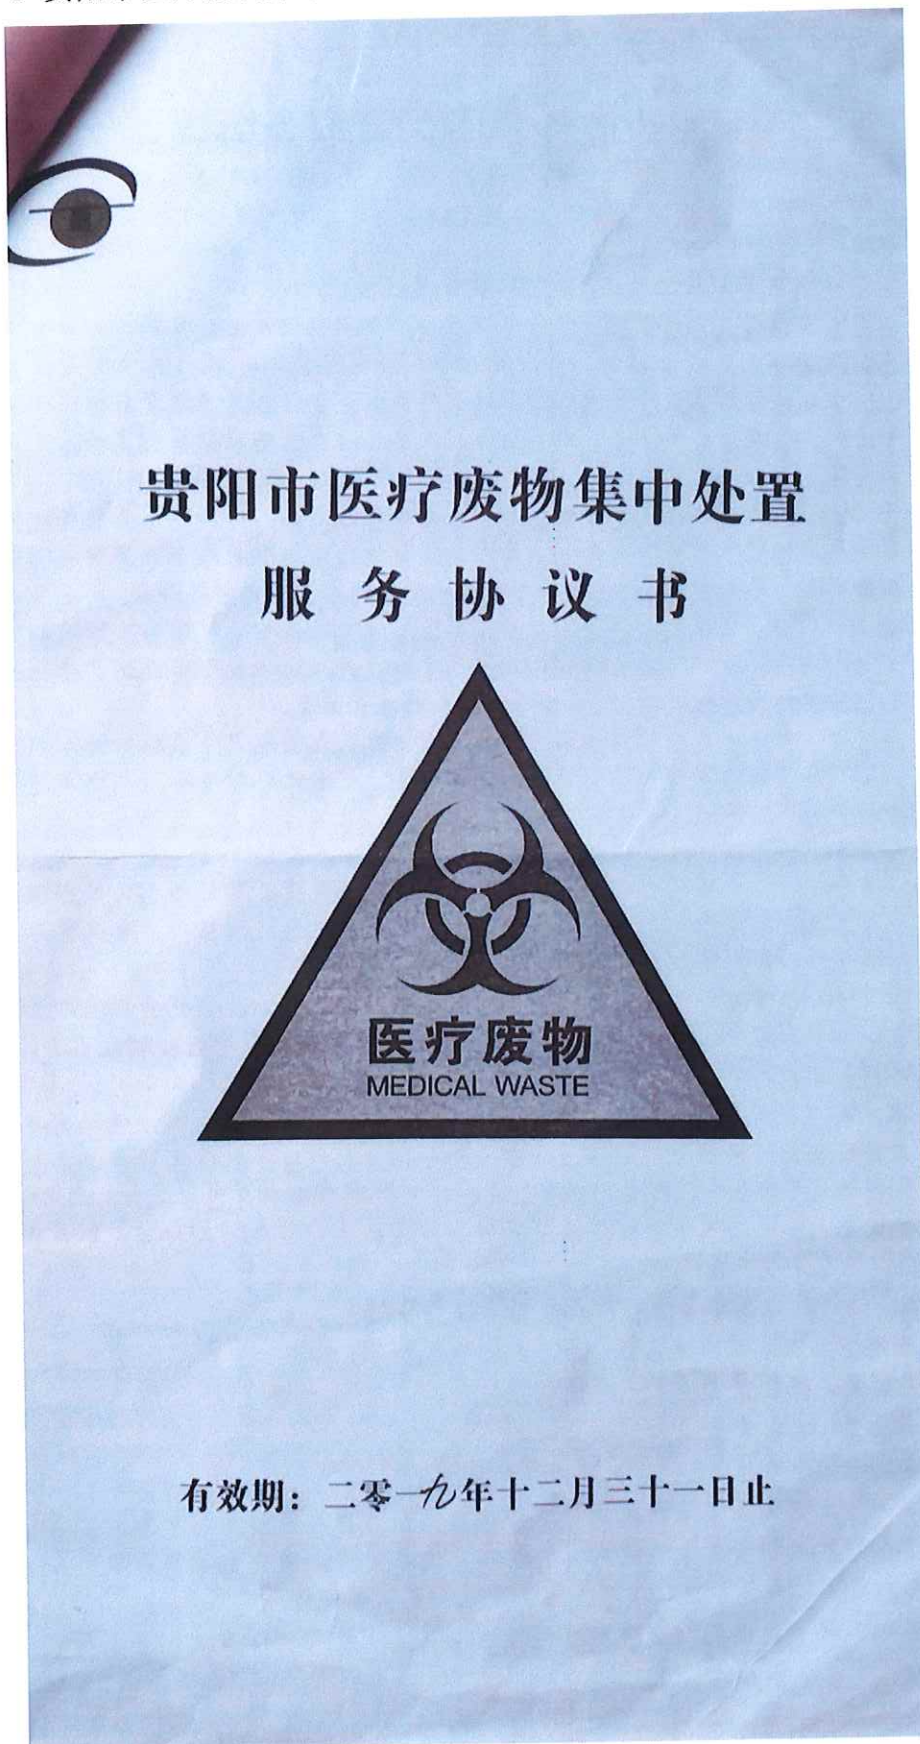 贵阳市医疗废物集中处置
服务协议书
医疗废物
MEDICAL WASTE
有效期：二零一九年十二月三十一日止